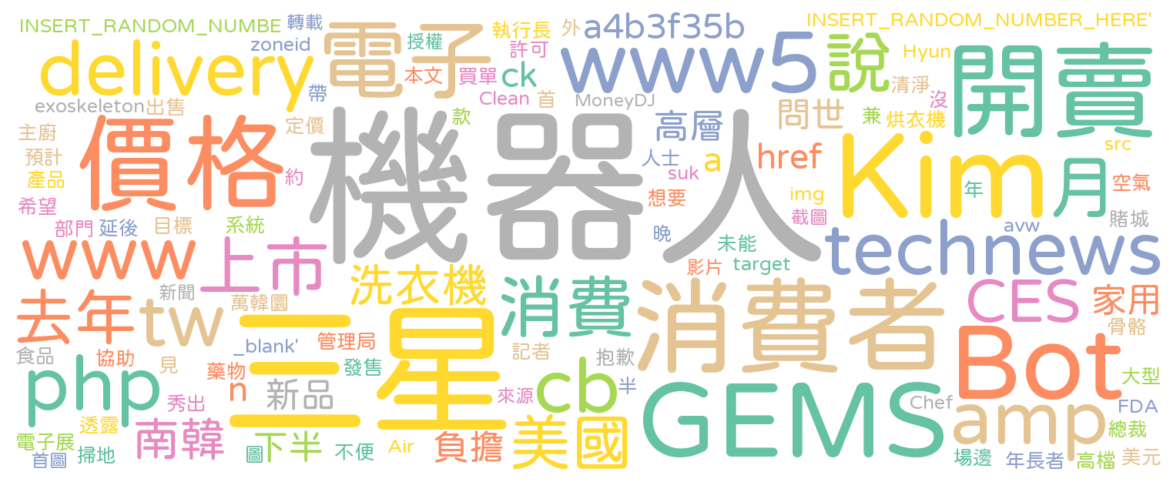 INSERT_RANDOM_NUMBE 轉載 執行長 外 a4b3f35b INSERT_RANDOM_NUMBER_HERE'
delivery zoneid 電子 授權 許可 www5 說 Hyun 開賣
本文 買單 ck 清淨
exoskeleton 出售 帶 Clean 首 MoneyDJ 沒
主廚 價格 定價 機器人 款 高層 問世 兼 烘衣機
預計 人士 a href Kim 月 src
產品 suk 空氣
希望 約 想要 img 年
部門 延後 目標 系統 截圖 avw 賭城
www 上市 晚 未能 technews
影片 target
新聞 洗衣機 消費 消費者 CES 家用
去年 tw 萬韓圜 三星 骨骼
_blank' 管理局 記者 抱歉 Bot
食品 協助 見 藥物 發售
php n 新品 來源 cb 半 GEMS Chef 大型
秀出 amp FDA
透露 總裁
電子展 南韓 下半 不便 Air 負擔 美國
首圖 掃地 圖 場邊 年長者 高檔 美元